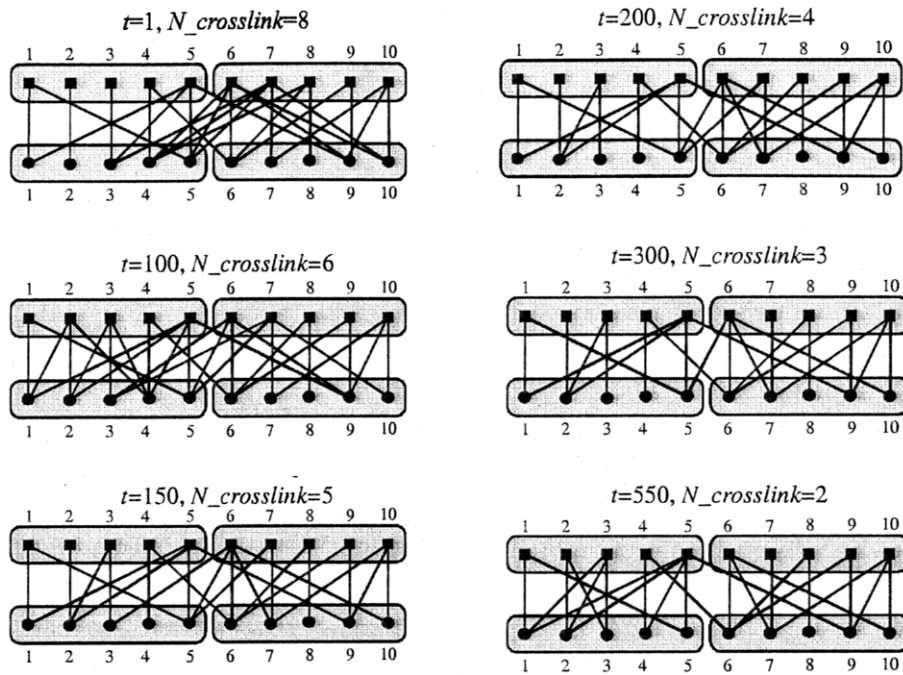 t=1, N_crosslink=8
1 2 3 4 5 6 7 8 9 10
1 2 3 4 5 6 7 8 9 10
t=100, N_crosslink=6
1 2 3 4 5 6 7 8 9 10
1 2 3 4 5 6 7 8 9 10
t=150, N_crosslink=5
1 2 3 4 5 6 7 8 9 10
1 2 3 4 5 6 7 8 9 10
t=200, N_crosslink=4
1 2 3 4 5 6 7 8 9 10
1 2 3 4 5 6 7 8 9 10
t=300, N_crosslink=3
1 2 3 4 5 6 7 8 9 10
1 2 3 4 5 6 7 8 9 10
t=550, N_crosslink=2
1 2 3 4 5 6 7 8 9 10
1 2 3 4 5 6 7 8 9 10